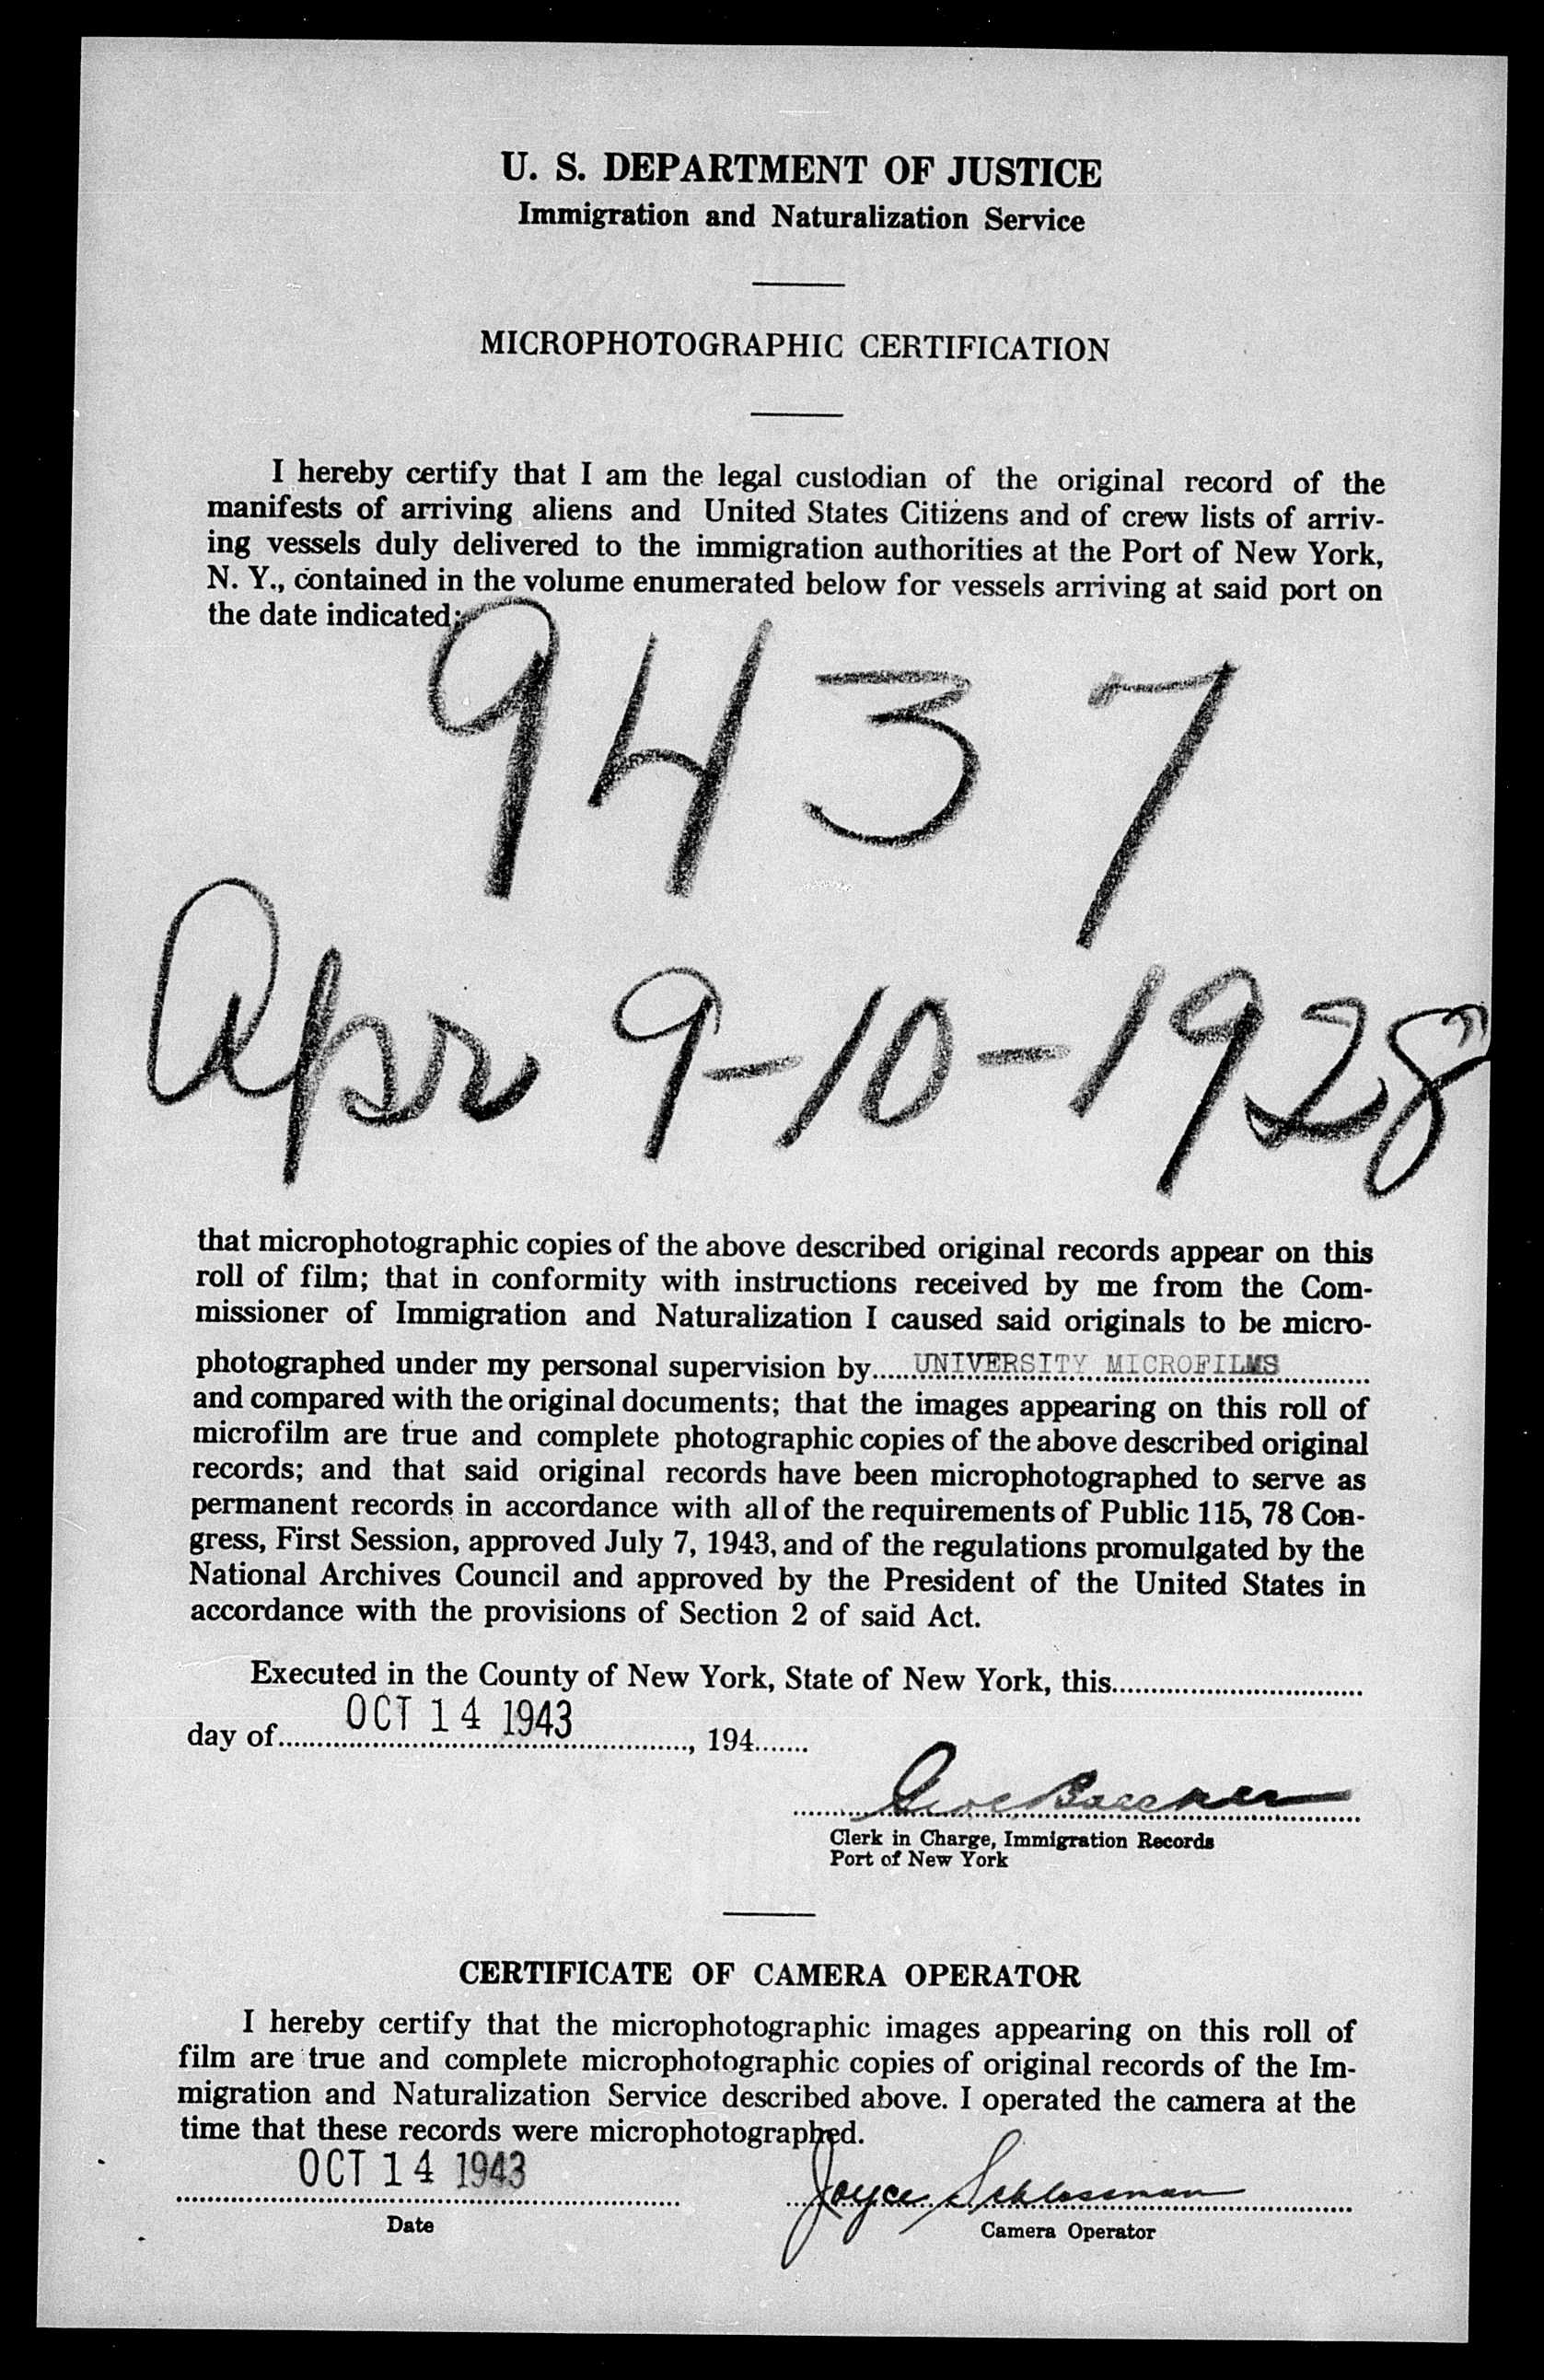 U. S. DEPARTMENT OF JUSTICE
Immigration and Naturalization Service
MICROPHOTOGRAPHIC CERTIFICATION
I hereby certify that I am the legal custodian of the original record of the
manifests of arriving aliens and United States Citizens and of crew lists of arriv-
ing vessels duly delivered to the immigration authorities at the Port of New York,
N. Y., contained in the volume enumerated below for vessels arriving at said port on
the date indicated;
9437
Apr 9-10-1928
that microphotographic copies of the above described original records appear on this
roll of film; that in conformity with instructions received by me from the Com-
missioner of Immigration and Naturalization I caused said originals to be micro-
photographed under my personal supervision by......UNIVERSITY MICROFILMS
and compared with the original documents; that the images appearing on this roll of
microfilm are true and complete photographic copies of the above described original
records; and that said original records have been microphotographed to serve as
permanent records in accordance with all of the requirements of Public 115, 78 Con-
gress, First Session, approved July 7, 1943, and of the regulations promulgated by the
National Archives Council and approved by the President of the United States in
accordance with the provisions of Section 2 of said Act.
Executed in the County of New York, State of New York, this
day of OCT 14 1943, 194
Clerk in Charge, Immigration Records
Port of New York
CERTIFICATE OF CAMERA OPERATOR
I hereby certify that the microphotographic images appearing on this roll of
film are true and complete microphotographic copies of original records of the Im-
migration and Naturalization Service described above. I operated the camera at the
time that these records were microphotographed.
OCT 14 1943 Joyce Schlossman
Date Camera Operator